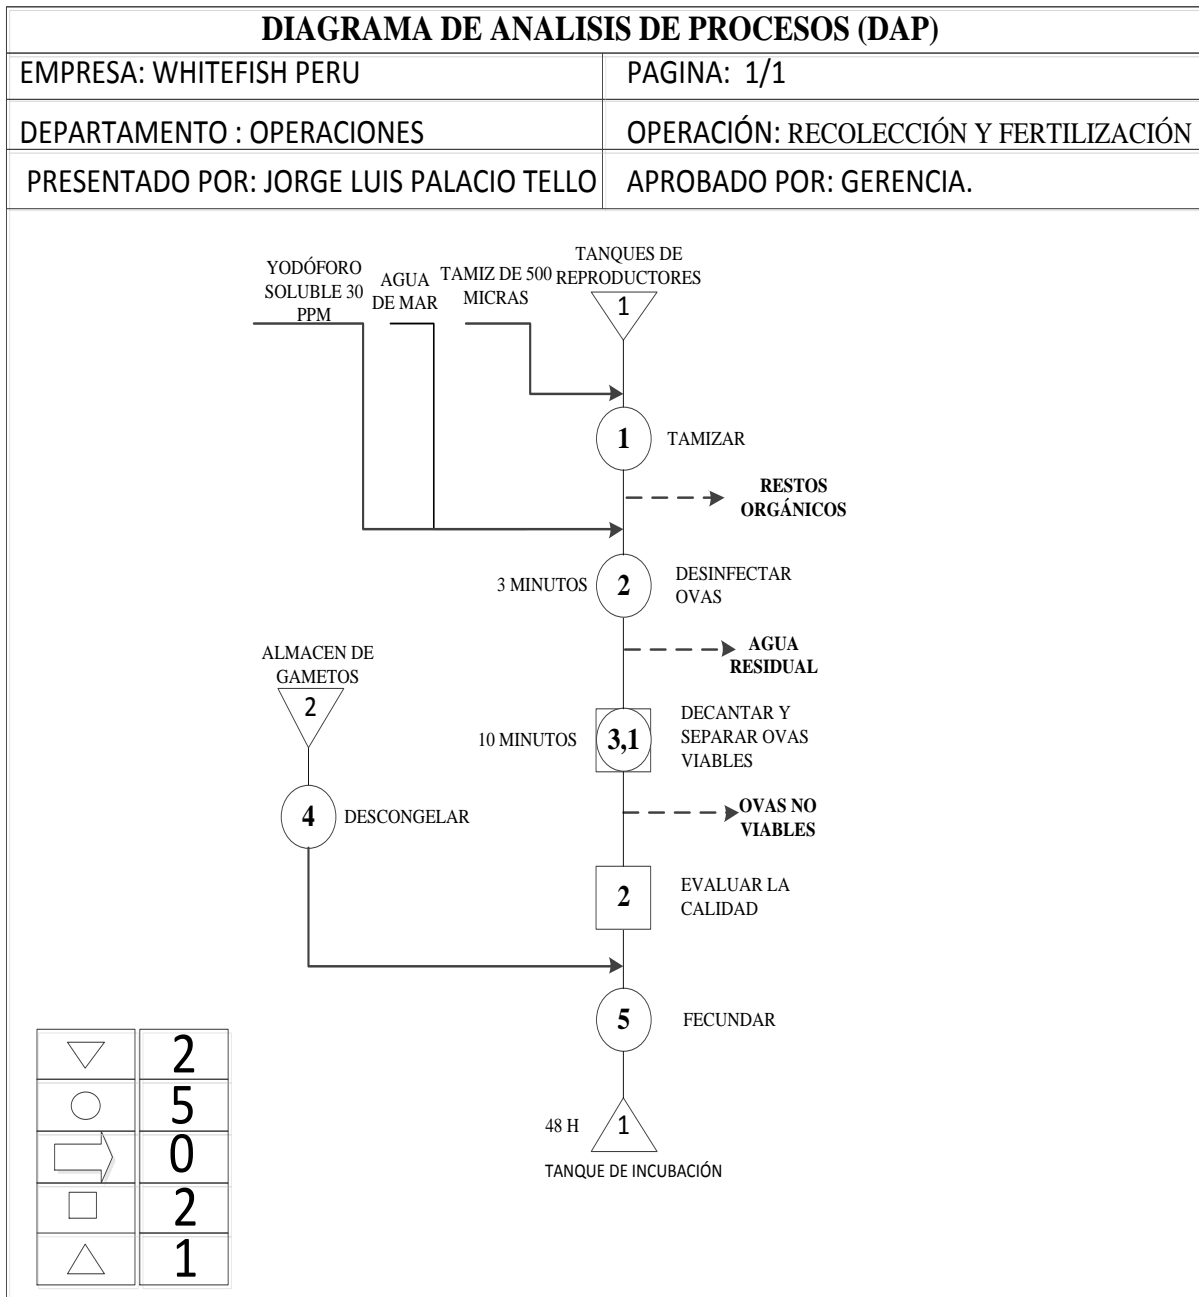 DIAGRAMA DE ANALISIS DE PROCESOS (DAP)
EMPRESA: WHITEFISH PERU
PAGINA: 1/1
DEPARTAMENTO : OPERACIONES
OPERACIÓN: RECOLECCIÓN Y FERTILIZACIÓN
PRESENTADO POR: JORGE LUIS PALACIO TELLO
APROBADO POR: GERENCIA.
YODÓFORO
SOLUBLE 30
PPM
AGUA
DE MAR
TAMIZ DE 500
MICRAS
TANQUES DE
REPRODUCTORES
1
1
TAMIZAR
RESTOS
ORGÁNICOS
3 MINUTOS
2
DESINFECTAR
OVAS
AGUA
RESIDUAL
ALMACEN DE
GAMETOS
2
10 MINUTOS
3,1
DECANTAR Y
SEPARAR OVAS
VIABLES
4
DESCONGELAR
OVAS NO
VIABLES
2
EVALUAR LA
CALIDAD
5
FECUNDAR
48 H
1
TANQUE DE INCUBACIÓN
2
5
0
2
1